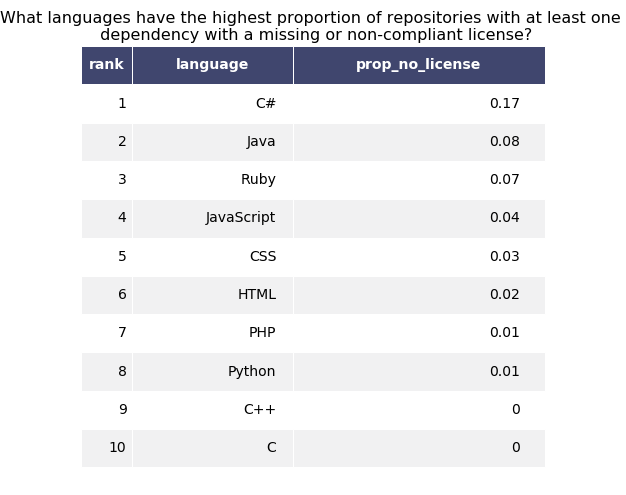 What languages have the highest proportion of repositories with at least one
dependency with a missing or non-compliant license?
rank language prop_no_license
1 C# 0.17
2 Java 0.08
3 Ruby 0.07
4 JavaScript 0.04
5 CSS 0.03
6 HTML 0.02
7 PHP 0.01
8 Python 0.01
9 C++ 0
10 C 0